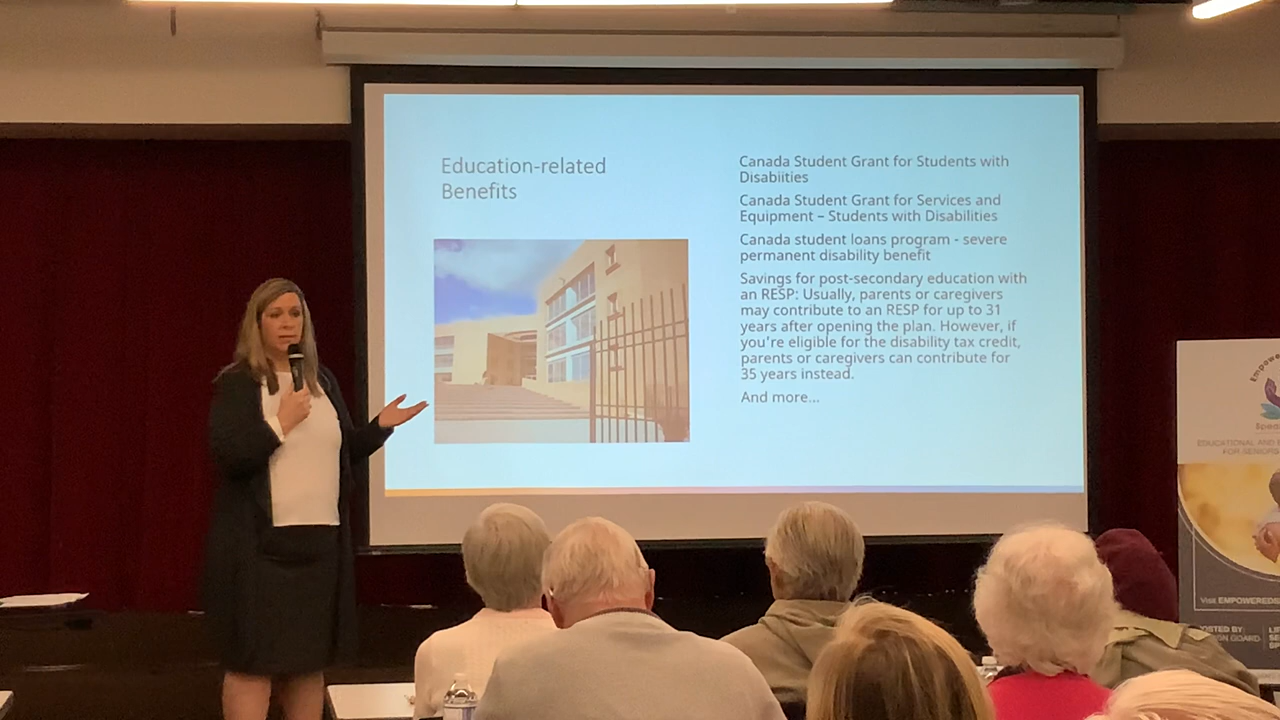 Education-related
Benefits
Canada Student Grant for Students with
Disabiities
Canada Student Grant for Services and
Equipment – Students with Disabilities
Canada student loans program - severe
permanent disability benefit
Savings for post-secondary education with
an RESP: Usually, parents or caregivers
may contribute to an RESP for up to 31
years after opening the plan. However, if
you're eligible for the disability tax credit,
parents or caregivers can contribute for
35 years instead.
And more...
EDUCATIONAL AND
FOR SENIORS
Visit